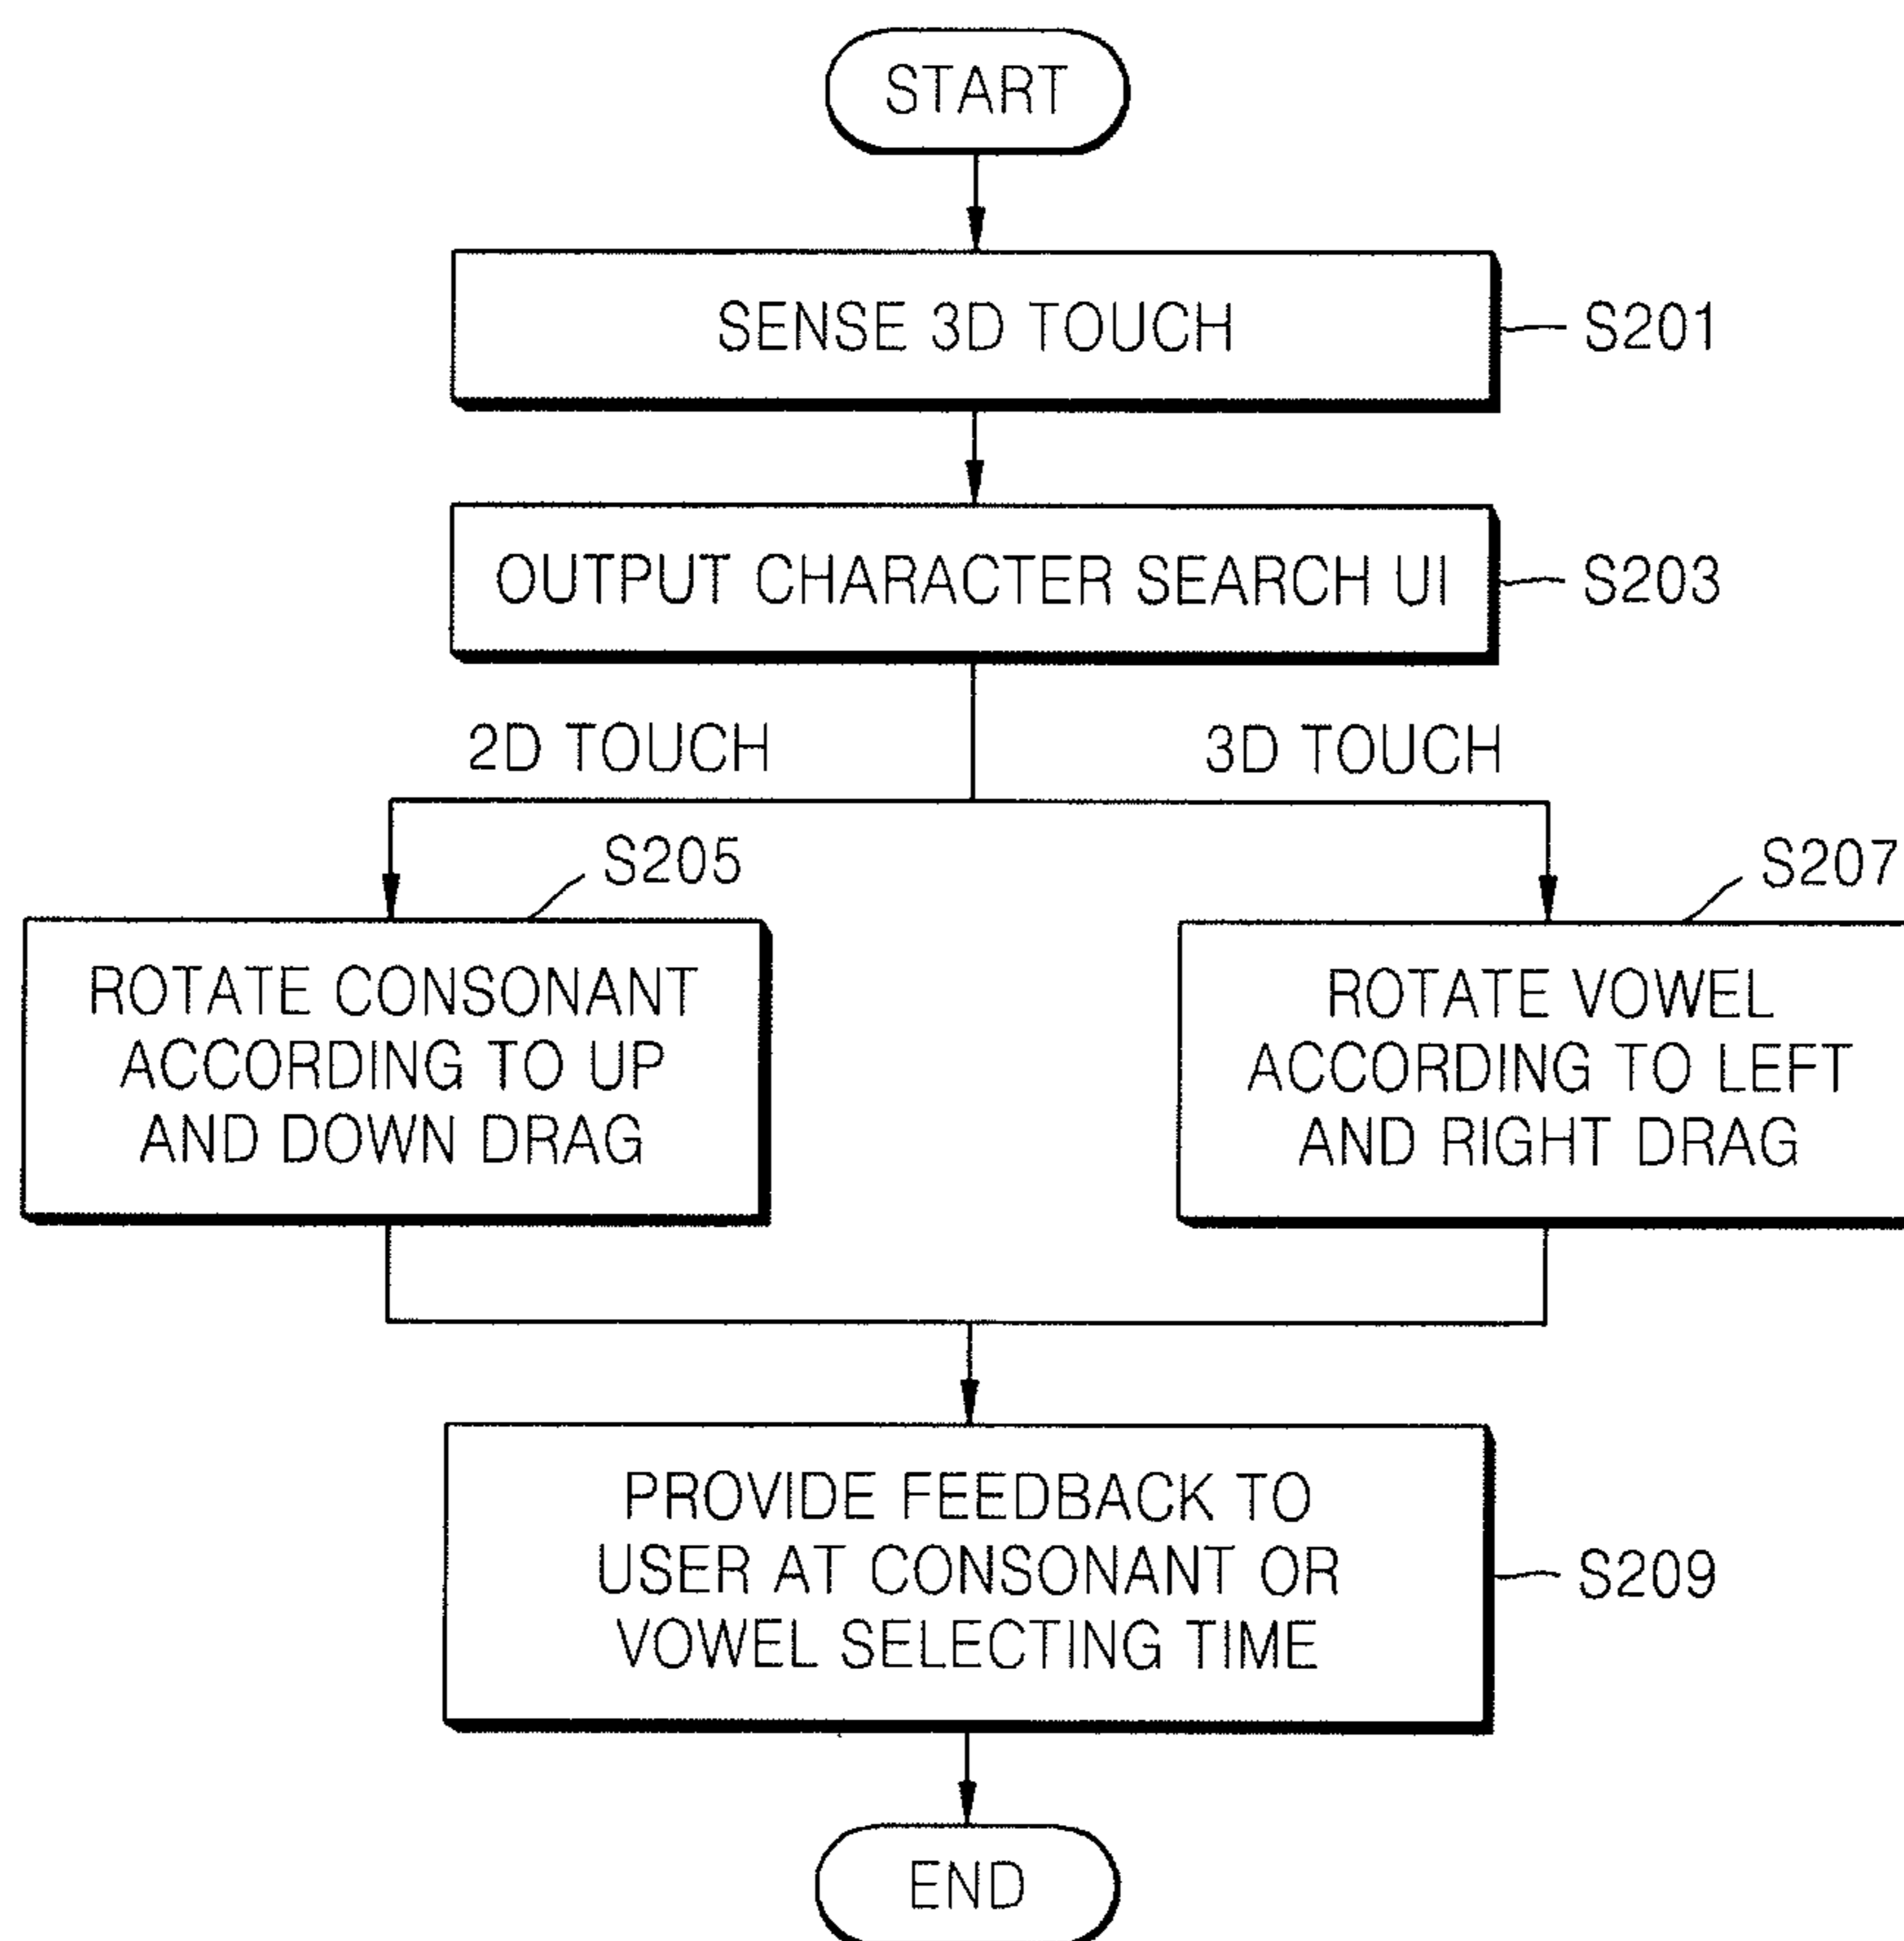 START
SENSE 3D TOUCH
S201
OUTPUT CHARACTER SEARCH UI
S203
2D TOUCH
3D TOUCH
S205
S207
ROTATE CONSONANT
ACCORDING TO UP
AND DOWN DRAG
ROTATE VOWEL
ACCORDING TO LEFT
AND RIGHT DRAG
PROVIDE FEEDBACK TO
USER AT CONSONANT OR
VOWEL SELECTING TIME
S209
END